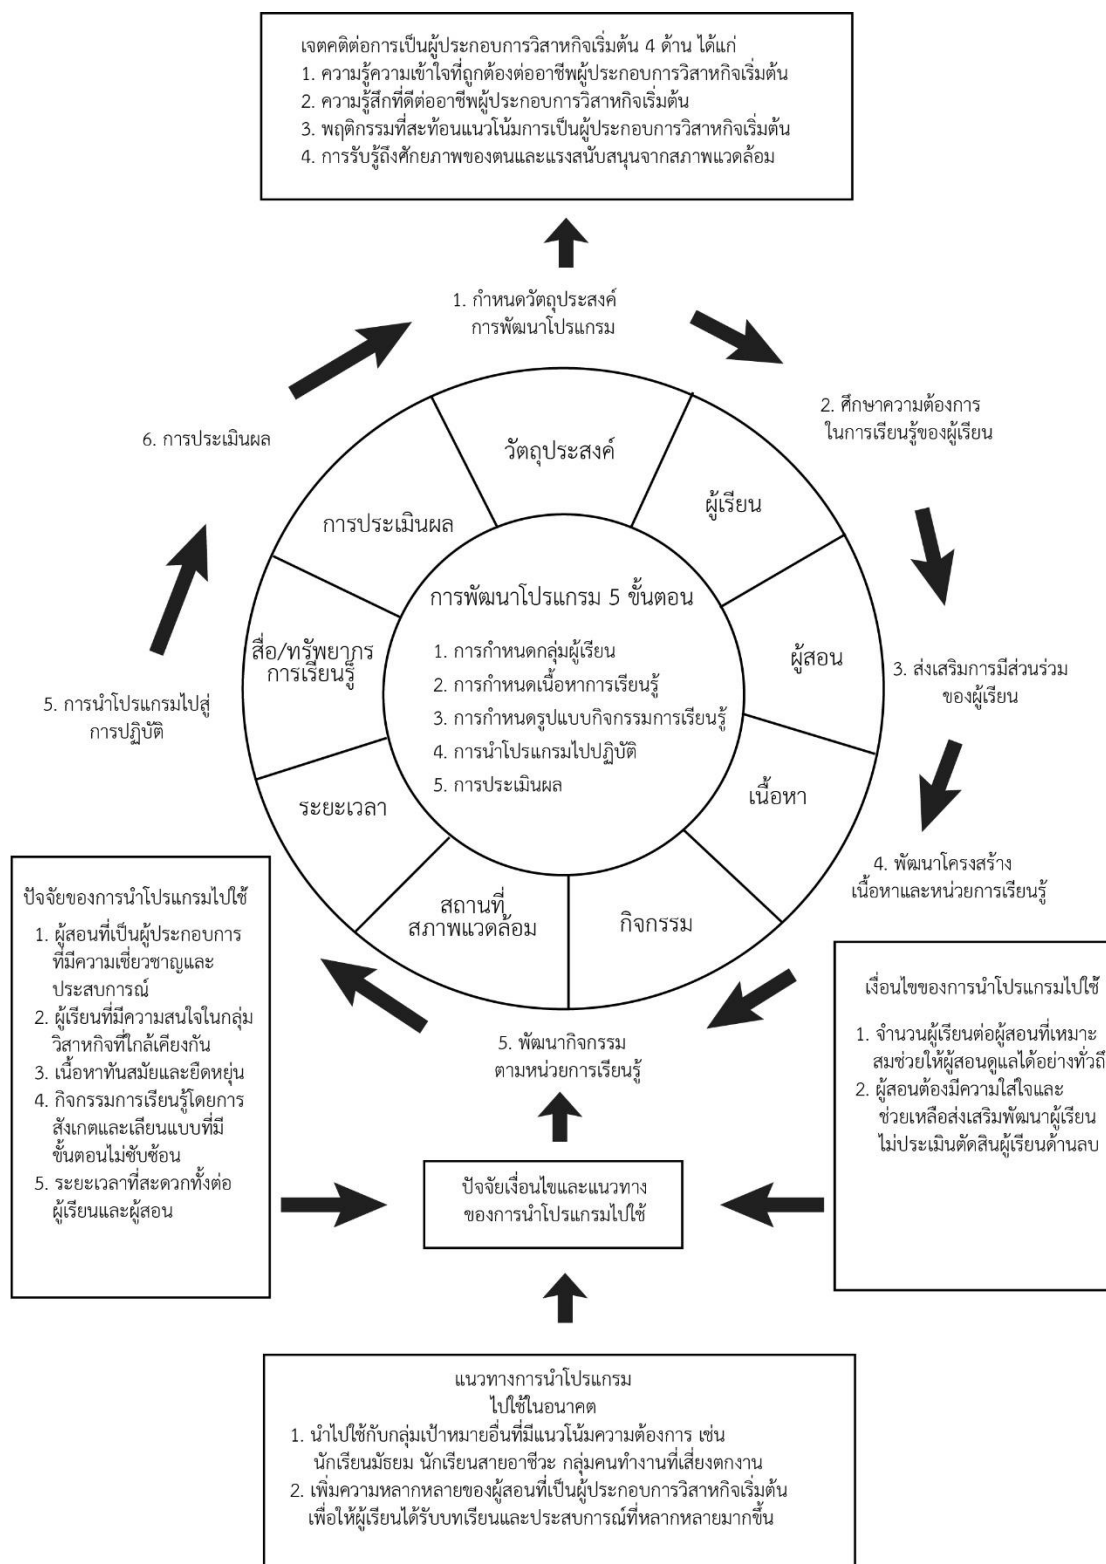 เจตคติต่อการเป็นผู้ประกอบการวิสาหกิจเริ่มต้น 4 ด้าน ได้แก่
1. ความรู้ความเข้าใจที่ถูกต้องต่ออาชีพผู้ประกอบการวิสาหกิจเริ่มต้น
2. ความรู้สึกที่ดีต่ออาชีพผู้ประกอบการวิสาหกิจเริ่มต้น
3. พฤติกรรมที่สะท้อนแนวโน้มการเป็นผู้ประกอบการวิสาหกิจเริ่มต้น
4. การรับรู้ถึงศักยภาพของตนและแรงสนับสนุนจากสภาพแวดล้อม
1. กำหนดวัตถุประสงค์
การพัฒนาโปรแกรม
2. ศึกษาความต้องการ
ในการเรียนรู้ของผู้เรียน
3. ส่งเสริมการมีส่วนร่วม
ของผู้เรียน
4. พัฒนาโครงสร้าง
เนื้อหาและหน่วยการเรียนรู้
5. พัฒนากิจกรรม
ตามหน่วยการเรียนรู้
5. การนำโปรแกรมไปสู่
การปฏิบัติ
6. การประเมินผล
วัตถุประสงค์
ผู้เรียน
ผู้สอน
เนื้อหา
กิจกรรม
สถานที่
สภาพแวดล้อม
ระยะเวลา
สื่อ/ทรัพยากร
การเรียนรู้
การประเมินผล
การพัฒนาโปรแกรม 5 ขั้นตอน
1. การกำหนดกลุ่มผู้เรียน
2. การกำหนดเนื้อหาการเรียนรู้
3. การกำหนดรูปแบบกิจกรรมการเรียนรู้
4. การนำโปรแกรมไปปฏิบัติ
5. การประเมินผล
ปัจจัยของการนำโปรแกรมไปใช้
1. ผู้สอนที่เป็นผู้ประกอบการ
ที่มีความเชี่ยวชาญและ
ประสบการณ์
2. ผู้เรียนที่มีความสนใจในกลุ่ม
วิสาหกิจที่ใกล้เคียงกัน
3. เนื้อหาทันสมัยและยืดหยุ่น
4. กิจกรรมการเรียนรู้โดยการ
สังเกตและเลียนแบบที่มี
ขั้นตอนไม่ซับซ้อน
5. ระยะเวลาที่สะดวกทั้งต่อ
ผู้เรียนและผู้สอน
เงื่อนไขของการนำโปรแกรมไปใช้
1. จำนวนผู้เรียนต่อผู้สอนที่เหมาะ
สมช่วยให้ผู้สอนดูแลได้อย่างทั่วถึ
2. ผู้สอนต้องมีความใส่ใจและ
ช่วยเหลือส่งเสริมพัฒนาผู้เรียน
ไม่ประเมินตัดสินผู้เรียนด้านลบ
ปัจจัยเงื่อนไขและแนวทาง
ของการนำโปรแกรมไปใช้
แนวทางการนำโปรแกรม
ไปใช้ในอนาคต
1. นำไปใช้กับกลุ่มเป้าหมายอื่นที่มีแนวโน้มความต้องการ เช่น
นักเรียนมัธยม นักเรียนสายอาชีวะ กลุ่มคนทำงานที่เสี่ยงตกงาน
2. เพิ่มความหลากหลายของผู้สอนที่เป็นผู้ประกอบการวิสาหกิจเริ่มต้น
เพื่อให้ผู้เรียนได้รับบทเรียนและประสบการณ์ที่หลากหลายมากขึ้น